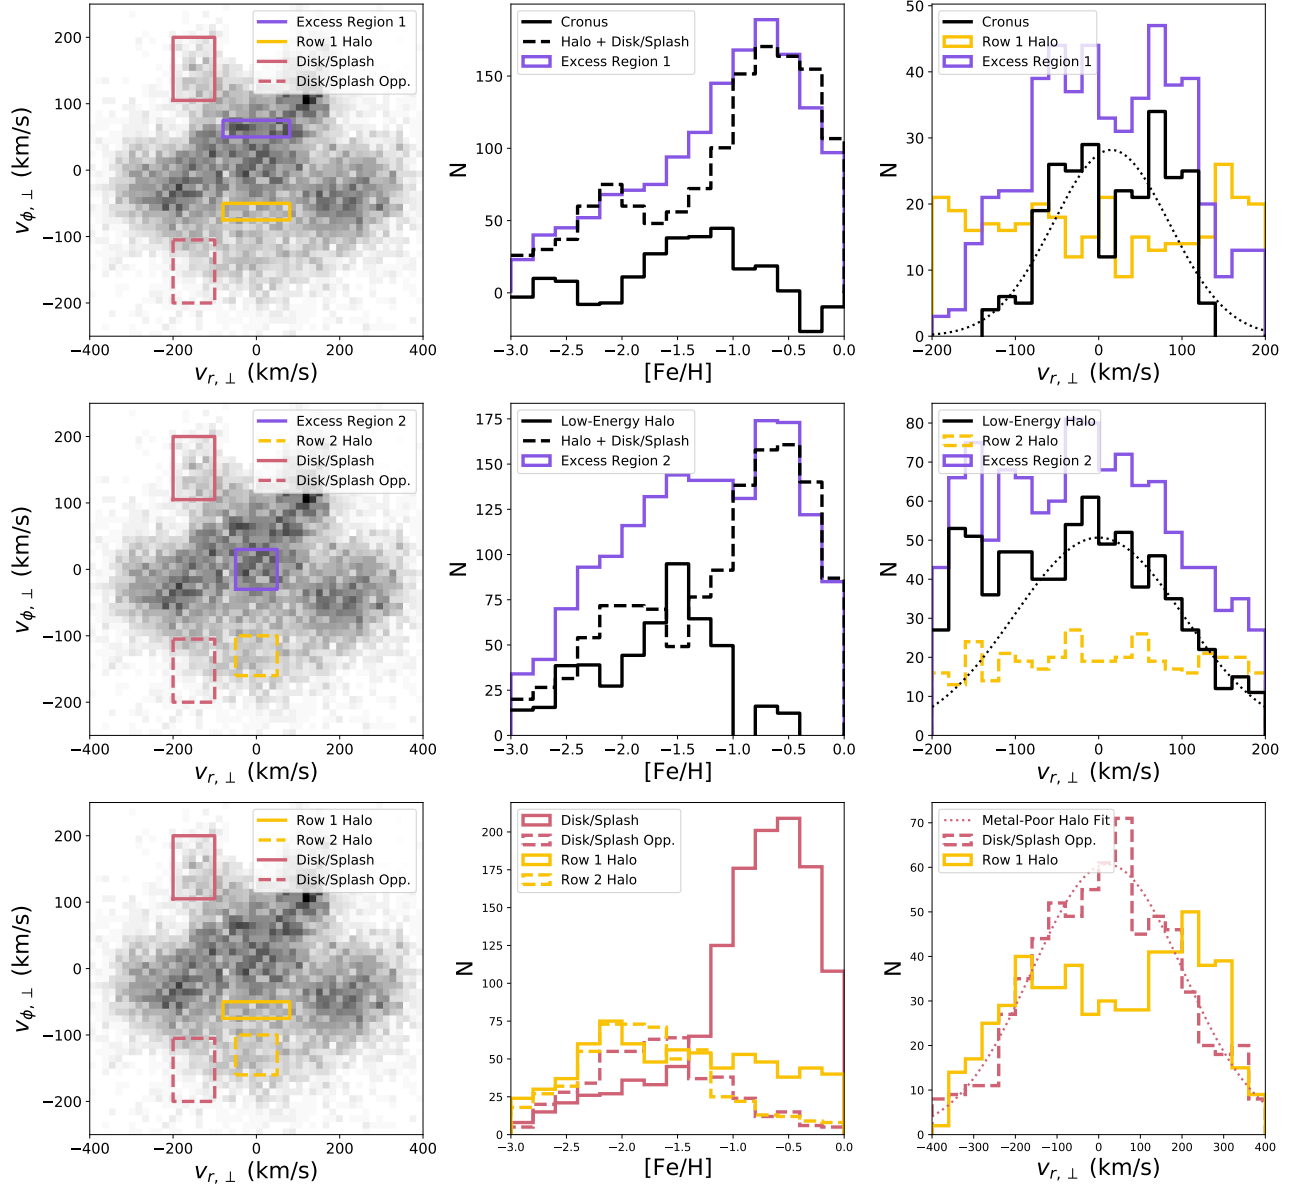 Excess Region 1
Row 1 Halo
Disk/Splash
Disk/Splash Opp.
200
100
0
−100
−200
v_{ϕ,⊥} (km/s)
−400 −200 0 200 400
v_{r,⊥} (km/s)
Cronus
Halo + Disk/Splash
Excess Region 1
150
100
50
0
N
−3.0 −2.5 −2.0 −1.5 −1.0 −0.5 0.0
[Fe/H]
Cronus
Row 1 Halo
Excess Region 1
50
40
30
20
10
0
N
−200 −100 0 100 200
v_{r,⊥} (km/s)
Excess Region 2
Row 2 Halo
Disk/Splash
Disk/Splash Opp.
200
100
0
−100
−200
v_{ϕ,⊥} (km/s)
−400 −200 0 200 400
v_{r,⊥} (km/s)
Low-Energy Halo
Halo + Disk/Splash
Excess Region 2
175
150
125
100
75
50
25
0
N
−3.0 −2.5 −2.0 −1.5 −1.0 −0.5 0.0
[Fe/H]
Low-Energy Halo
Row 2 Halo
Excess Region 2
80
70
60
50
40
30
20
10
0
N
−200 −100 0 100 200
v_{r,⊥} (km/s)
Row 1 Halo
Row 2 Halo
Disk/Splash
Disk/Splash Opp.
200
100
0
−100
−200
v_{ϕ,⊥} (km/s)
−400 −200 0 200 400
v_{r,⊥} (km/s)
Disk/Splash
Disk/Splash Opp.
Row 1 Halo
Row 2 Halo
200
175
150
125
100
75
50
25
0
N
−3.0 −2.5 −2.0 −1.5 −1.0 −0.5 0.0
[Fe/H]
Metal-Poor Halo Fit
Disk/Splash Opp.
Row 1 Halo
70
60
50
40
30
20
10
0
N
−400 −300 −200 −100 0 100 200 300 400
v_{r,⊥} (km/s)